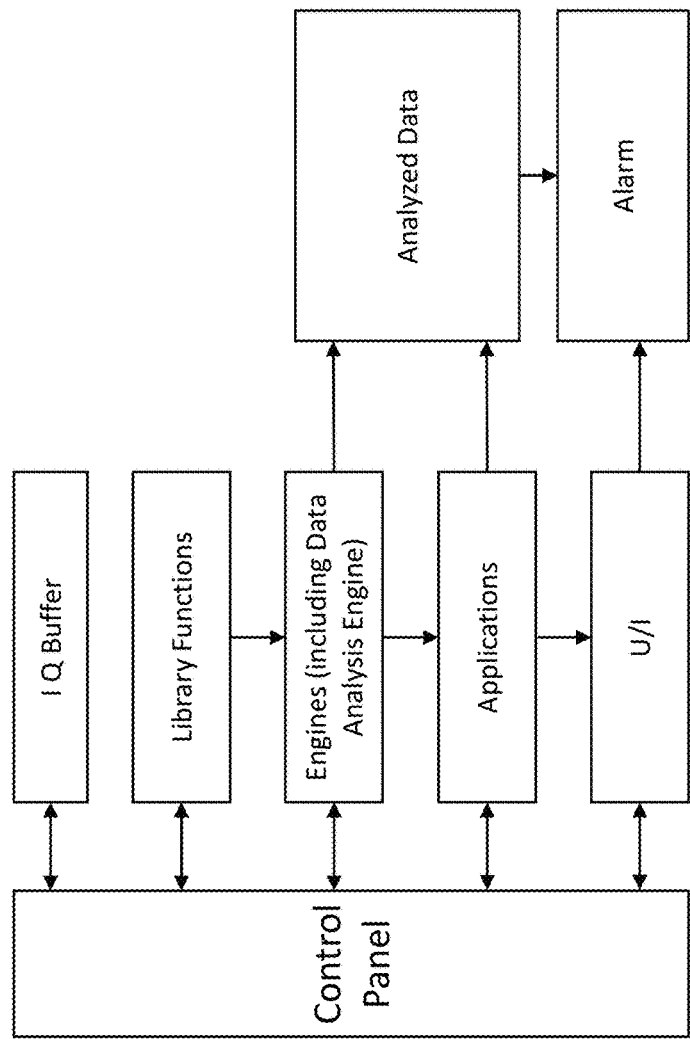 Control
Panel
I Q Buffer
Library Functions
Engines (including Data
Analysis Engine)
Applications
U/I
Analyzed Data
Alarm